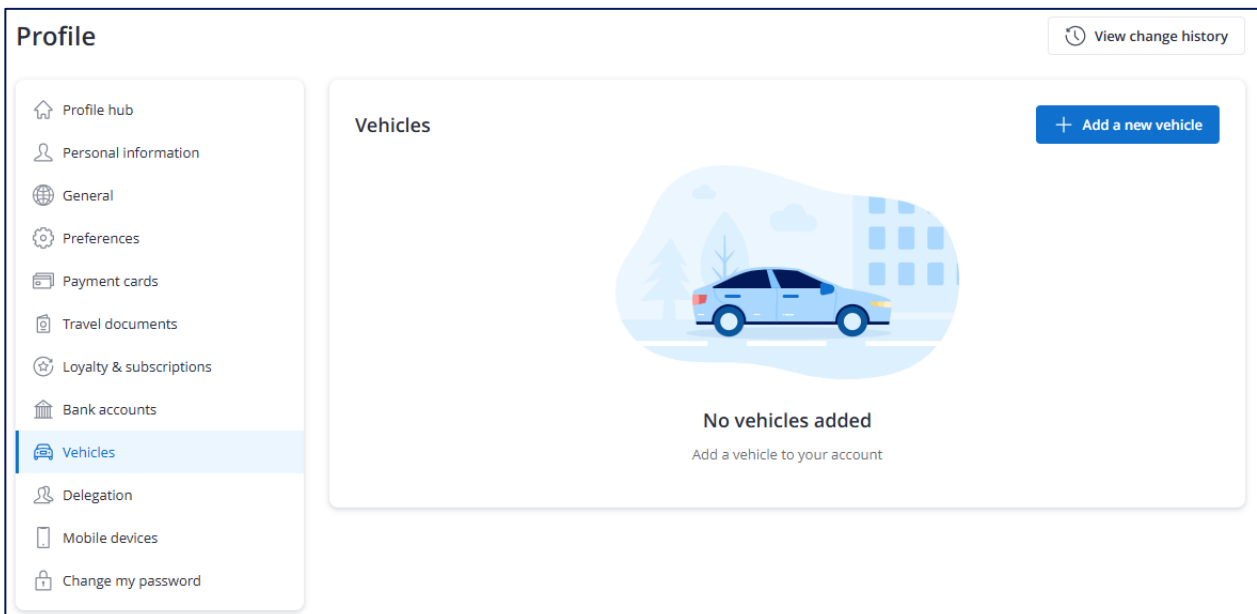 Profile
View change history
Profile hub
Personal information
General
Preferences
Payment cards
Travel documents
Loyalty & subscriptions
Bank accounts
Vehicles
Delegation
Mobile devices
Change my password
Vehicles
Add a new vehicle
No vehicles added
Add a vehicle to your account